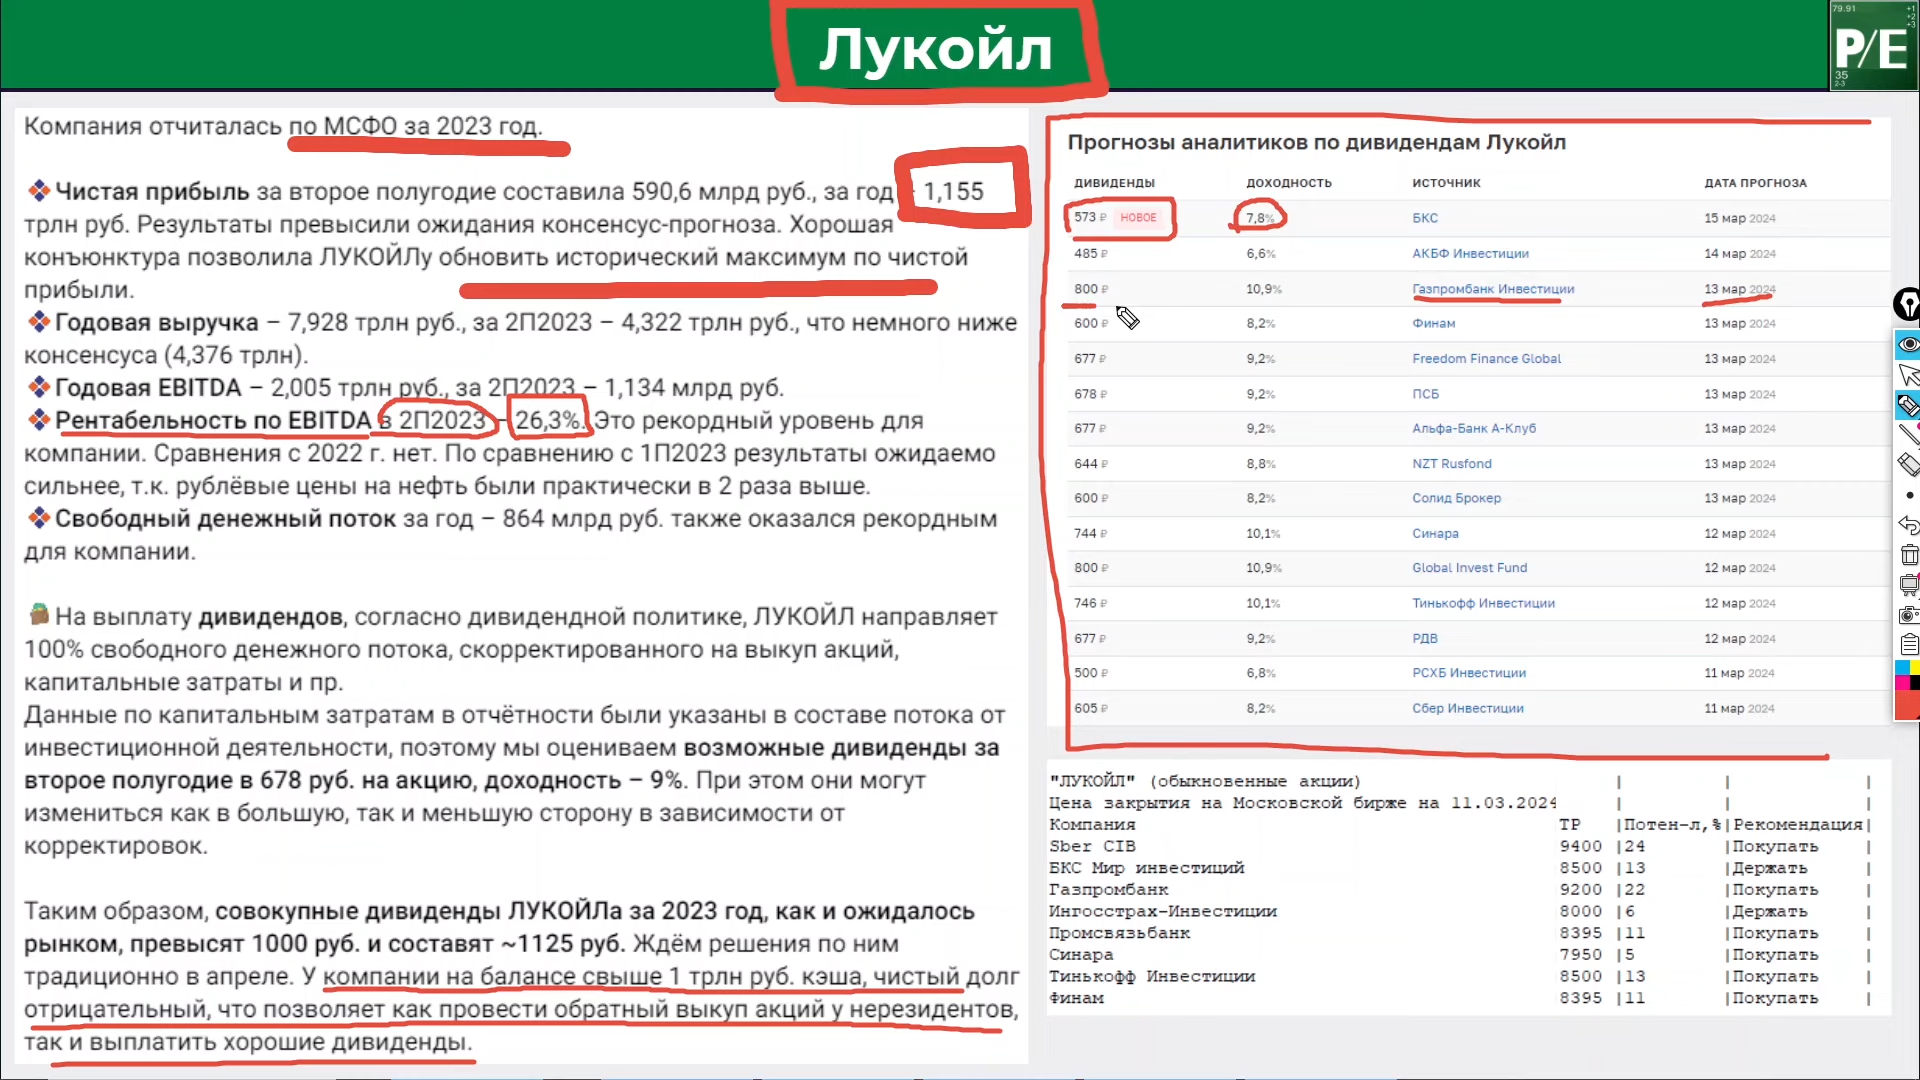 Лукойл
79.91
+1
+2
+3
P/E
35
2-3
Компания отчиталась по МСФО за 2023 год.
Чистая прибыль за второе полугодие составила 590,6 млрд руб., за год - 1,155
трлн руб. Результаты превысили ожидания консенсус-прогноза. Хорошая
конъюнктура позволила ЛУКОЙЛу обновить исторический максимум по чистой
прибыли.
Годовая выручка – 7,928 трлн руб., за 2П2023 – 4,322 трлн руб., что немного ниже
консенсуса (4,376 трлн).
Годовая EBITDA – 2,005 трлн руб., за 2П2023 – 1,134 млрд руб.
Рентабельность по EBITDA в 2П2023 – 26,3%. Это рекордный уровень для
компании. Сравнения с 2022 г. нет. По сравнению с 1П2023 результаты ожидаемо
сильнее, т.к. рублёвые цены на нефть были практически в 2 раза выше.
Свободный денежный поток за год – 864 млрд руб. также оказался рекордным
для компании.
На выплату дивидендов, согласно дивидендной политике, ЛУКОЙЛ направляет
100% свободного денежного потока, скорректированного на выкуп акций,
капитальные затраты и пр.
Данные по капитальным затратам в отчётности были указаны в составе потока от
инвестиционной деятельности, поэтому мы оцениваем возможные дивиденды за
второе полугодие в 678 руб. на акцию, доходность – 9%. При этом они могут
измениться как в большую, так и меньшую сторону в зависимости от
корректировок.
Таким образом, совокупные дивиденды ЛУКОЙЛа за 2023 год, как и ожидалось
рынком, превысят 1000 руб. и составят ~1125 руб. Ждём решения по ним
традиционно в апреле. У компании на балансе свыше 1 трлн руб. кэша, чистый долг
отрицательный, что позволяет как провести обратный выкуп акций у нерезидентов,
так и выплатить хорошие дивиденды.
Прогнозы аналитиков по дивидендам Лукойл
ДИВИДЕНДЫ ДОХОДНОСТЬ ИСТОЧНИК ДАТА ПРОГНОЗА
573 ₽ НОВОЕ 7,8% БКС 15 мар 2024
485 ₽ 6,6% АКБФ Инвестиции 14 мар 2024
800 ₽ 10,9% Газпромбанк Инвестиции 13 мар 2024
600 ₽ 8,2% Финам 13 мар 2024
677 ₽ 9,2% Freedom Finance Global 13 мар 2024
678 ₽ 9,2% ПСБ 13 мар 2024
677 ₽ 9,2% Альфа-Банк А-Клуб 13 мар 2024
644 ₽ 8,8% NZT Rusfond 13 мар 2024
600 ₽ 8,2% Солид Брокер 13 мар 2024
744 ₽ 10,1% Синара 12 мар 2024
800 ₽ 10,9% Global Invest Fund 12 мар 2024
746 ₽ 10,1% Тинькофф Инвестиции 12 мар 2024
677 ₽ 9,2% РДВ 12 мар 2024
500 ₽ 6,8% РСХБ Инвестиции 11 мар 2024
605 ₽ 8,2% Сбер Инвестиции 11 мар 2024
"ЛУКОЙЛ" (обыкновенные акции) | | |
Цена закрытия на Московской бирже на 11.03.2024 | | |
Компания ТР |Потен-л,%|Рекомендация|
Sber CIB 9400 |24 |Покупать |
БКС Мир инвестиций 8500 |13 |Держать |
Газпромбанк 9200 |22 |Покупать |
Ингосстрах-Инвестиции 8000 |6 |Держать |
Промсвязьбанк 8395 |11 |Покупать |
Синара 7950 |5 |Покупать |
Тинькофф Инвестиции 8500 |13 |Покупать |
Финам 8395 |11 |Покупать |